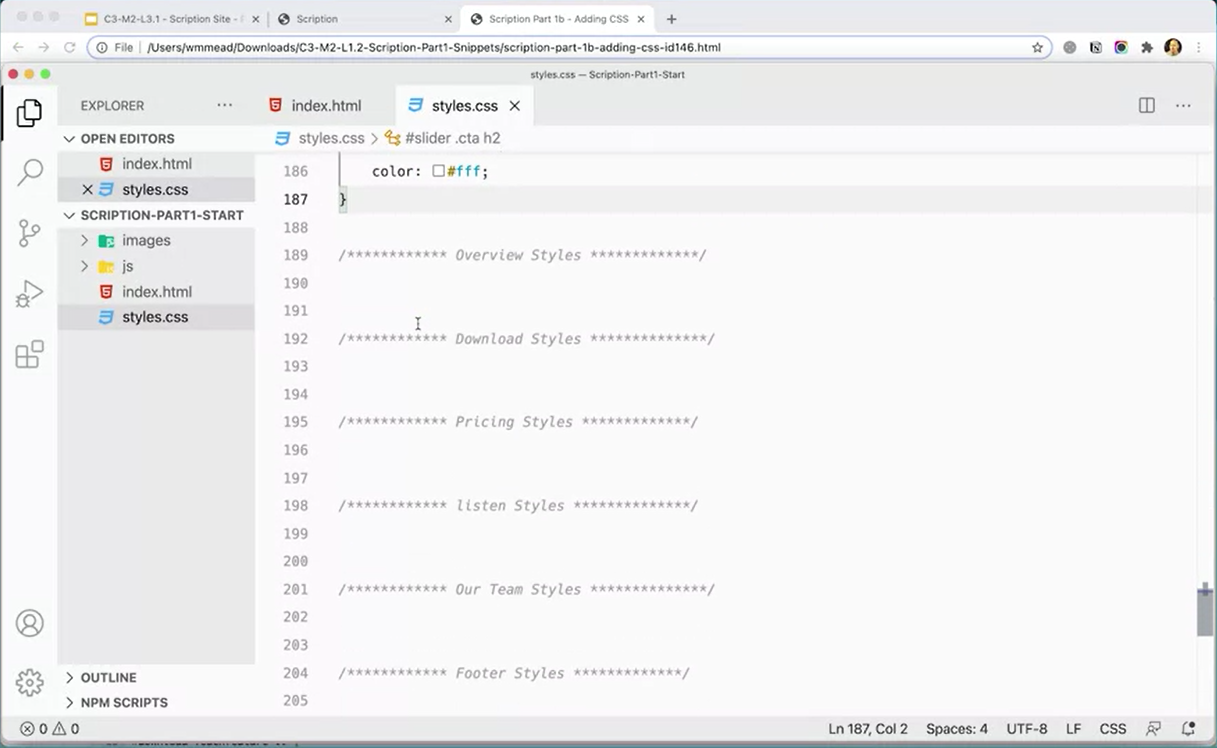 C3-M2-L3.1 - Scription Site -
Scription
Scription Part 1b - Adding CSS
File | /Users/wmmead/Downloads/C3-M2-L1.2-Scription-Part1-Snippets/scription-part-1b-adding-css-id146.html
styles.css — Scription-Part1-Start
EXPLORER
index.html
styles.css
OPEN EDITORS
index.html
styles.css
SCRIPTION-PART1-START
images
js
index.html
styles.css
OUTLINE
NPM SCRIPTS
styles.css > #slider .cta h2
186 color: #fff;
187 }
188
189 /************ Overview Styles *************/
190
191
192 /************ Download Styles **************/
193
194
195 /************ Pricing Styles *************/
196
197
198 /************ listen Styles **************/
199
200
201 /************ Our Team Styles **************/
202
203
204 /************ Footer Styles *************/
205
0 0
Ln 187, Col 2 Spaces: 4 UTF-8 LF CSS